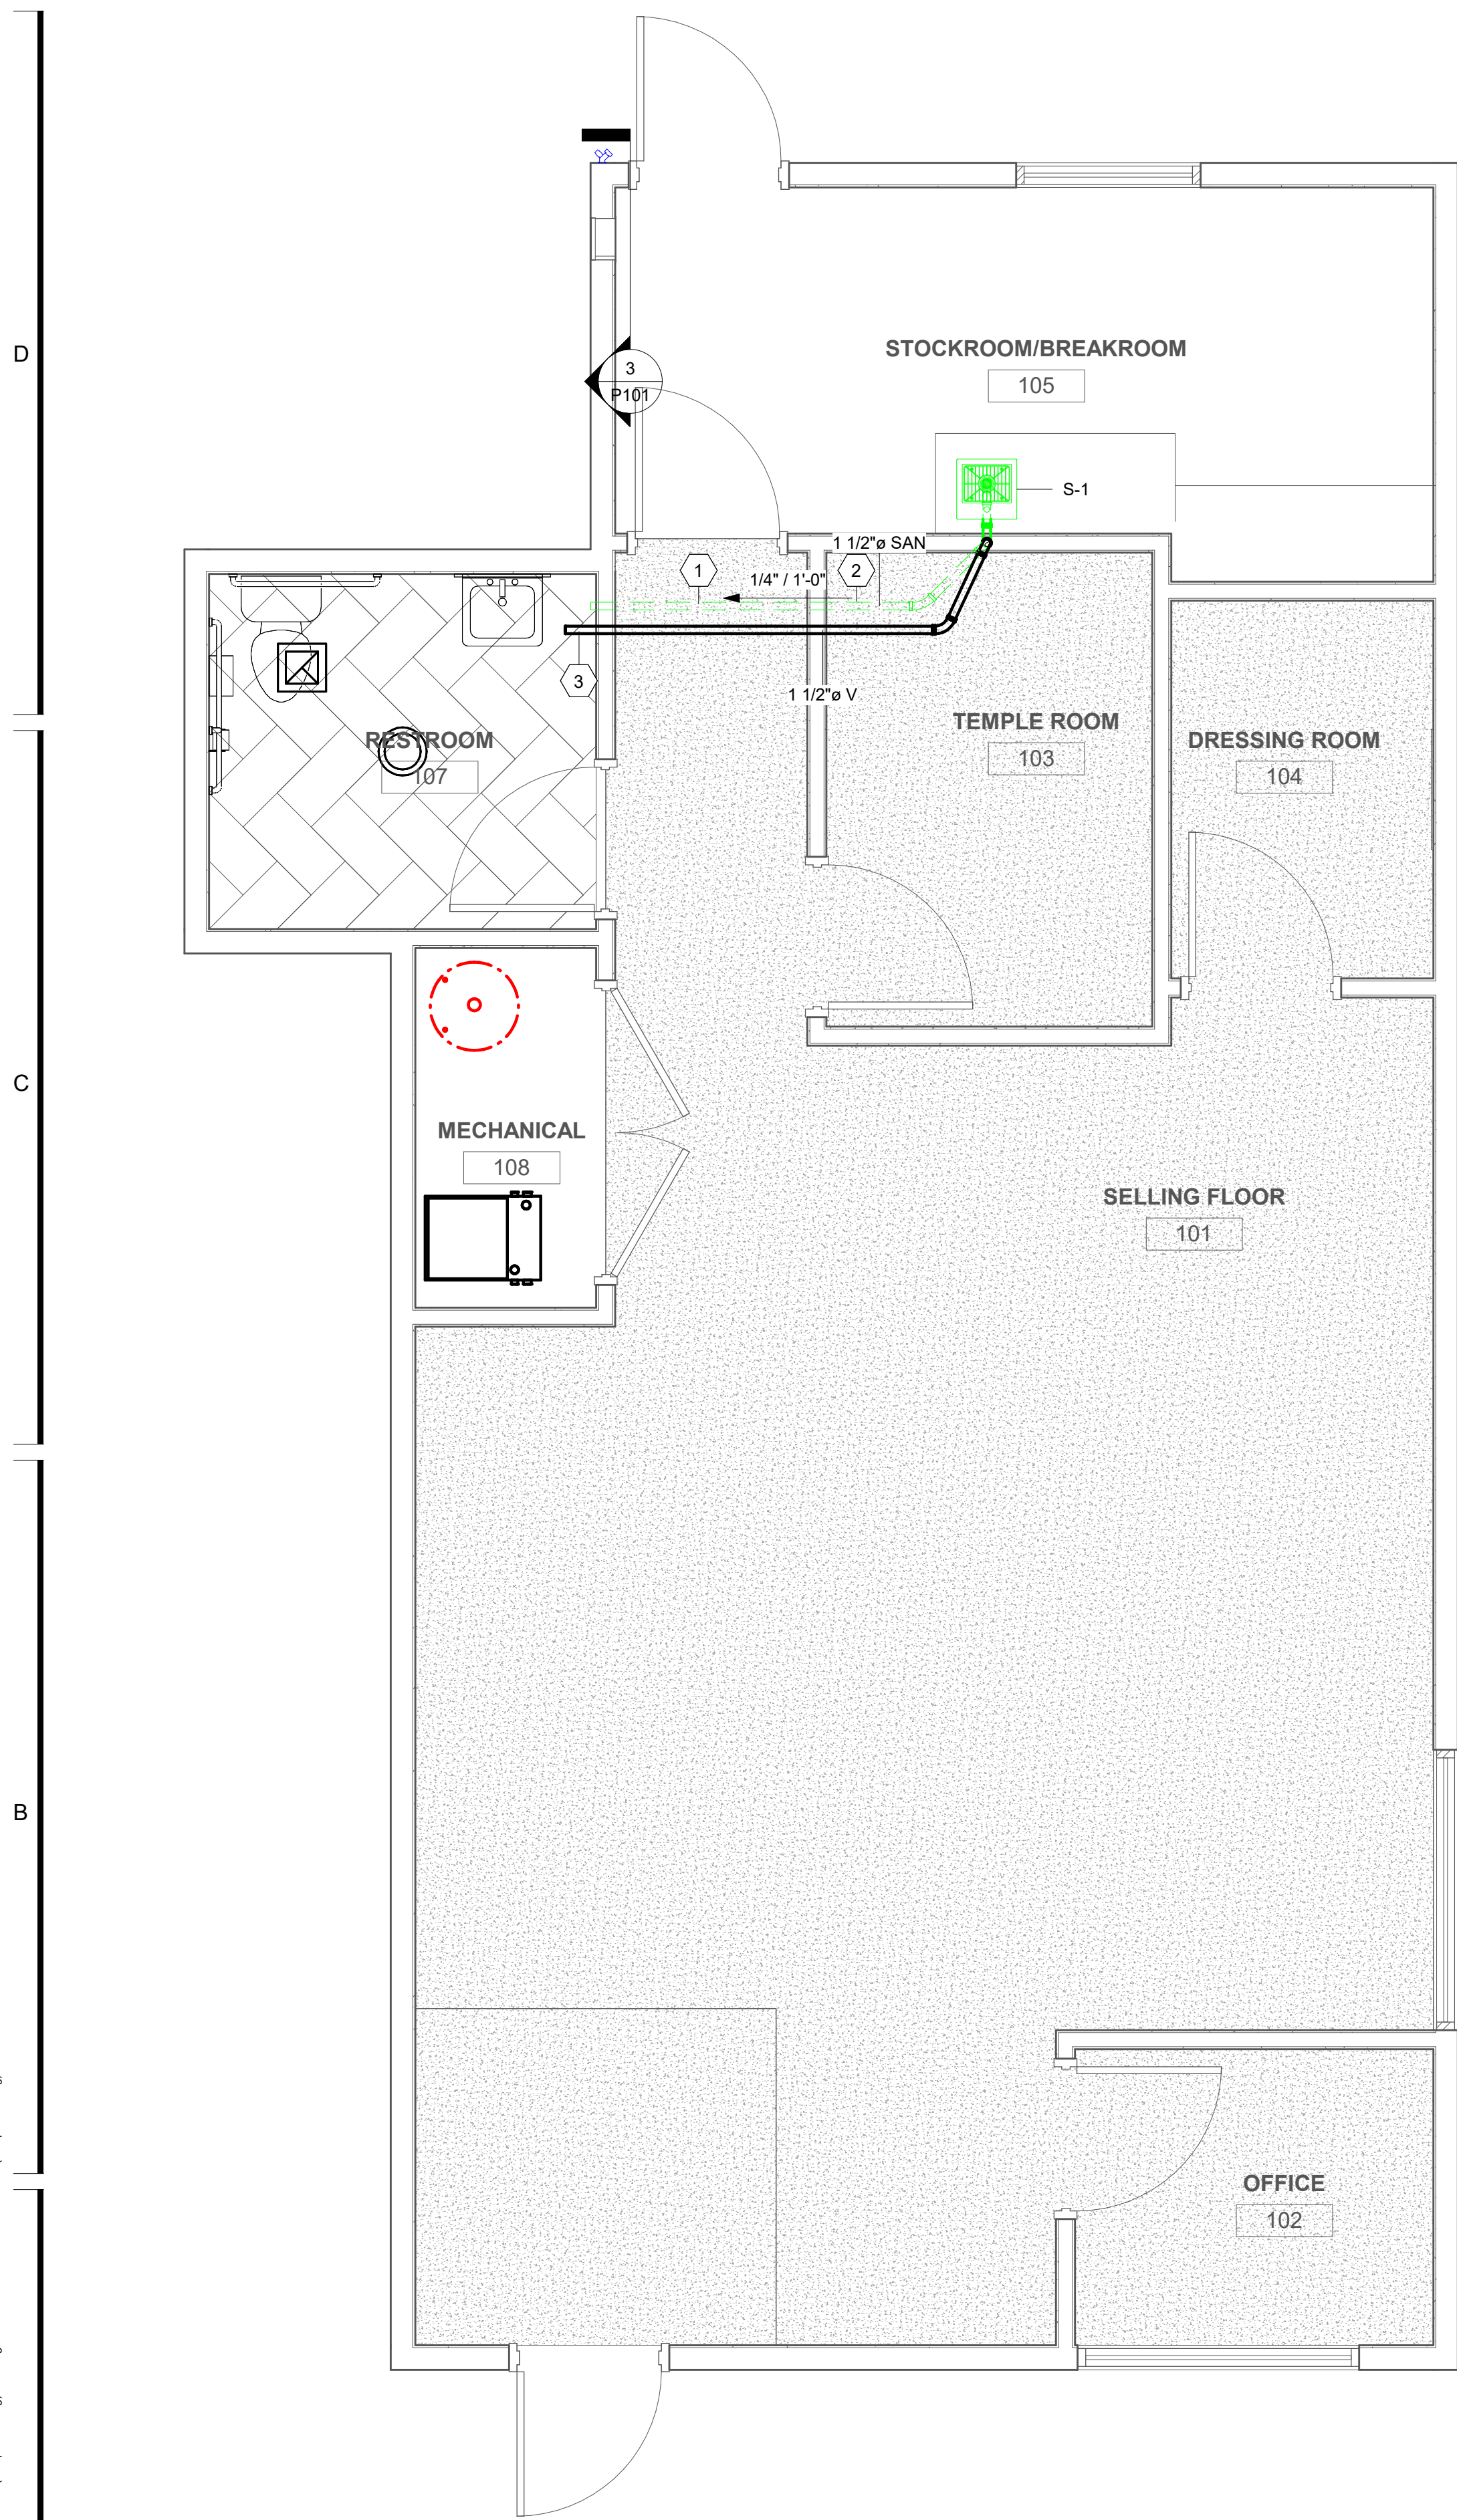 D
3
P101
STOCKROOM/BREAKROOM
105
S-1
1 1/2"ø SAN
1
1/4" / 1'-0"
2
3
1 1/2"ø V
RESTROOM
107
TEMPLE ROOM
103
DRESSING ROOM
104
C
MECHANICAL
108
SELLING FLOOR
101
B
OFFICE
102